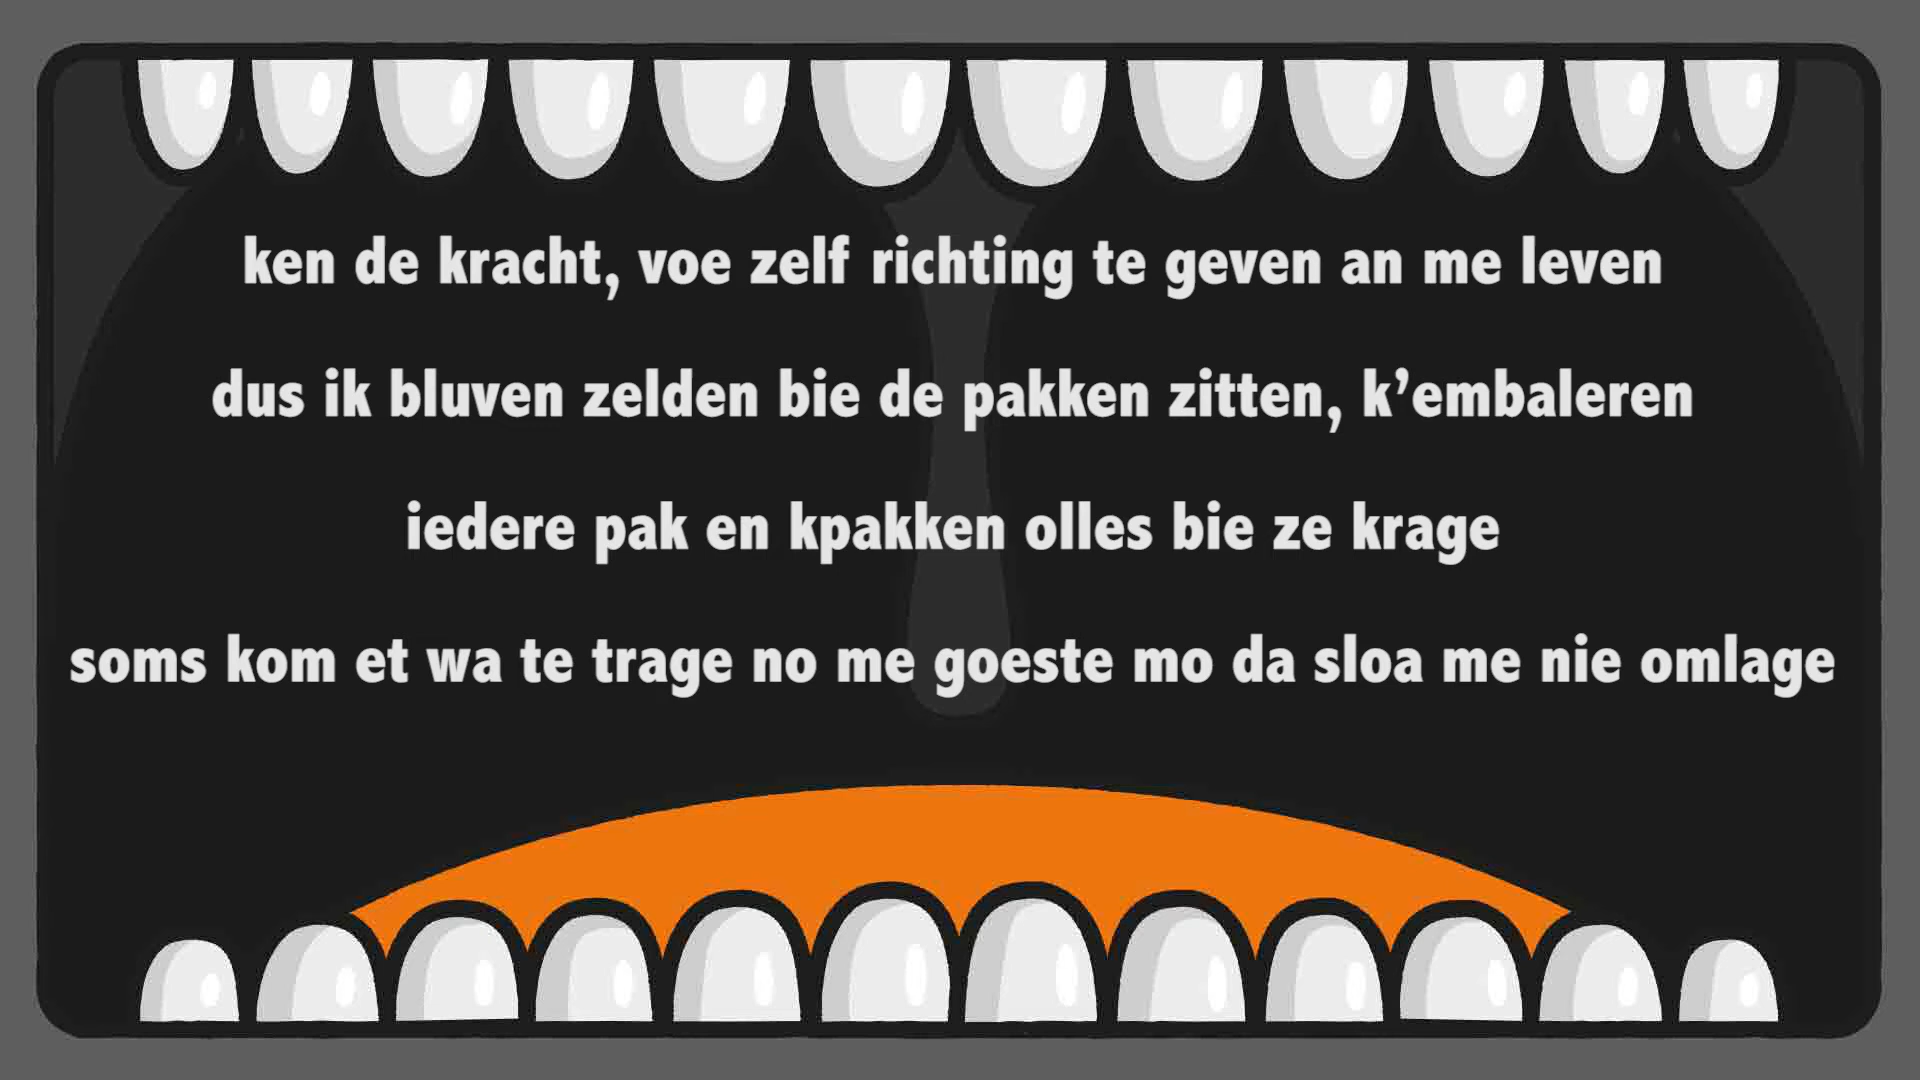 ken de kracht, voe zelf richting te geven an me leven
dus ik bluven zelden bie de pakken zitten, k’embaleren
iedere pak en kpakken olles bie ze krage
soms kom et wa te trage no me goeste mo da sloa me nie omlage